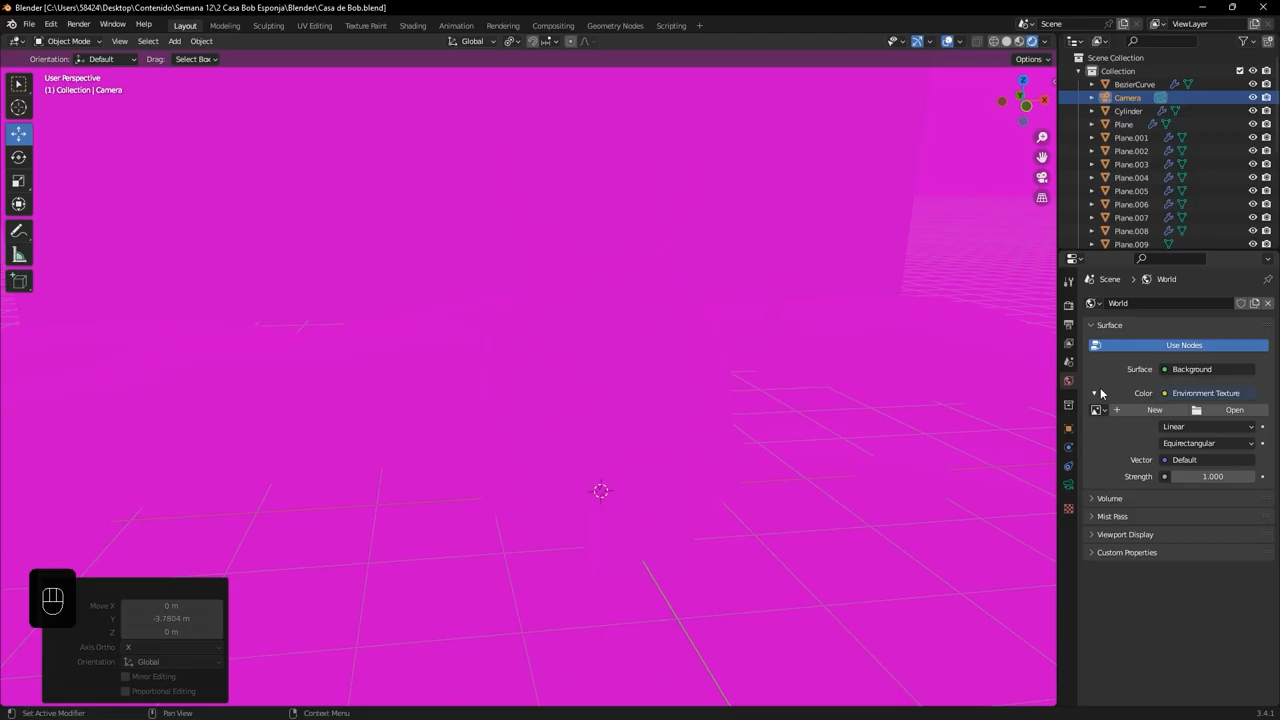 Blender [C:\Users\58424\Desktop\Contenido\Semana 12\2 Casa Bob Esponja\Blender\Casa de Bob.blend]
File Edit Render Window Help Layout Modeling Sculpting UV Editing Texture Paint Shading Animation Rendering Compositing Geometry Nodes Scripting + Scene ViewLayer
Object Mode View Select Add Object Global
Orientation: Default Drag: Select Box Options
User Perspective
(1) Collection | Camera
Z
Y
X
Scene Collection
Collection
BezierCurve
Camera
Cylinder
Plane
Plane.001
Plane.002
Plane.003
Plane.004
Plane.005
Plane.006
Plane.007
Plane.008
Plane.009
Scene > World
World
Surface
Use Nodes
Surface Background
Color Environment Texture
+ New Open
Linear
Equirectangular
Vector Default
Strength 1.000
Volume
Mist Pass
Viewport Display
Custom Properties
Move X 0 m
Y -3.7804 m
Z 0 m
Axis Ortho X
Orientation Global
Mirror Editing
Proportional Editing
Set Active Modifier Pan View Context Menu 3.4.1